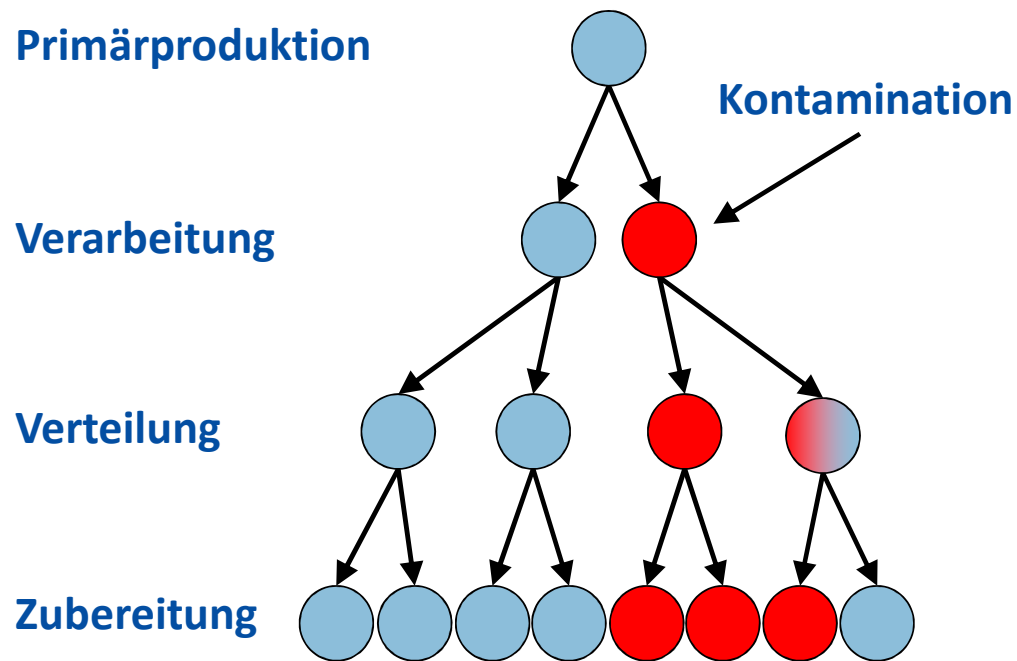 Primärproduktion
Kontamination
Verarbeitung
Verteilung
Zubereitung